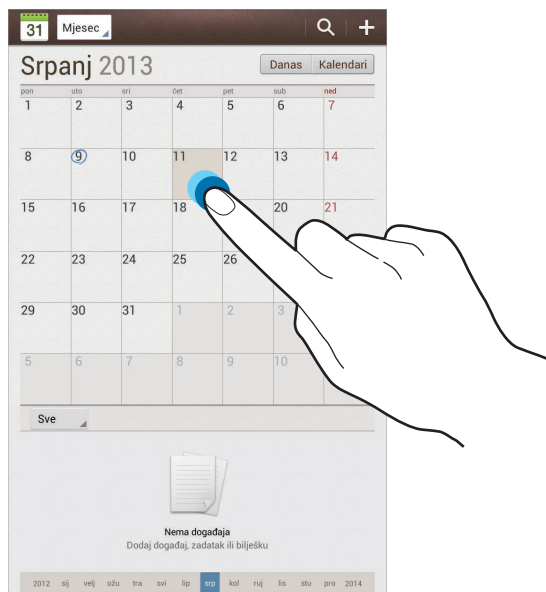 31 Mjesec
Srpanj 2013 Danas Kalendari
pon uto sri čet pet sub ned
1 2 3 4 5 6 7
8 9 10 11 12 13 14
15 16 17 18 20 21
22 23 24 25 26
29 30 31 1 2 3
5 6 7 8 9 10
Sve
Nema događaja
Dodaj događaj, zadatak ili bilješku
2012 sij velj ožu tra svi lip srp kol ruj lis stu pro 2014